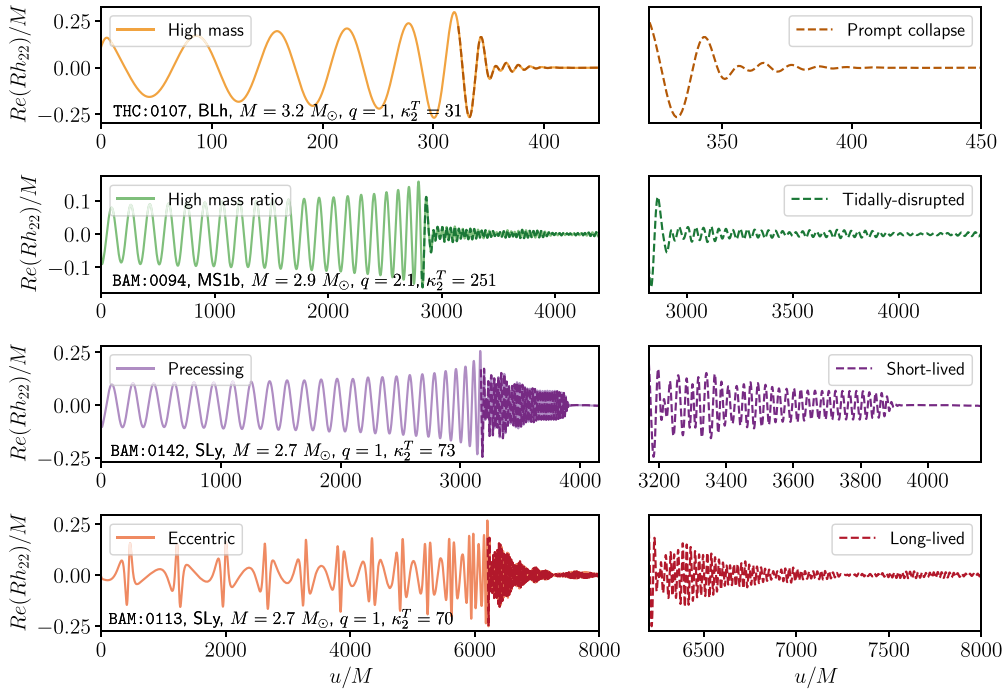 Re(Rh₂₂)/M
0.25
0.00
−0.25
High mass
THC:0107, BLh, M = 3.2 M⊙, q = 1, κ₂ᵀ = 31
0 100 200 300 400
Prompt collapse
350 400 450
Re(Rh₂₂)/M
0.1
0.0
−0.1
High mass ratio
BAM:0094, MS1b, M = 2.9 M⊙, q = 2.1, κ₂ᵀ = 251
0 1000 2000 3000 4000
Tidally-disrupted
3000 3500 4000
Re(Rh₂₂)/M
0.25
0.00
−0.25
Precessing
BAM:0142, SLy, M = 2.7 M⊙, q = 1, κ₂ᵀ = 73
0 1000 2000 3000 4000
Short-lived
3200 3400 3600 3800 4000
Re(Rh₂₂)/M
0.25
0.00
−0.25
Eccentric
BAM:0113, SLy, M = 2.7 M⊙, q = 1, κ₂ᵀ = 70
0 2000 4000 6000 8000
u/M
Long-lived
6500 7000 7500 8000
u/M